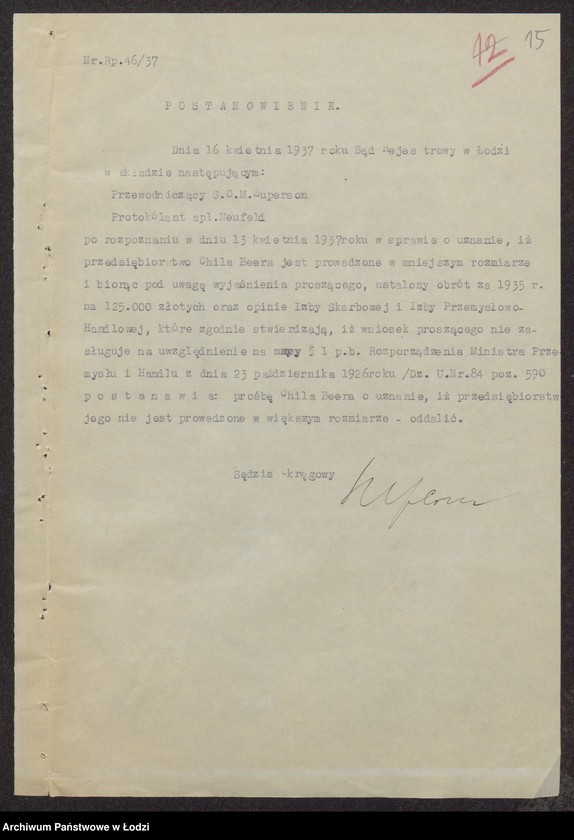 12 15
Nr.Rp.46/37
P O S T A N O W I E N I E.
Dnia 16 kwietnia 1937 roku Sąd Rejestrowy w Łodzi
w składzie następującym:
Przewodniczący S.O.M.Superson
Protokólant apl.Neufeld
po rozpoznaniu w dniu 13 kwietnia 1937roku w sprawie o uznanie, iż
przedsiębiorstwo Chila Beera jest prowadzone w mniejszym rozmiarze
i biorąc pod uwagę wyjaśnienia proszącego, ustalony obrót za 1935 r.
na 125.000 złotych oraz opinie Izby Skarbowej i Izby Przemysłowo-
Handlowej, które zgodnie stwierdzają, iż wniosek proszącego nie za-
sługuje na uwzględnienie na mocy § 1 p.b. Rozporządzenia Ministra Prze-
mysłu i Handlu z dnia 23 października 1926roku /Dz. U.Nr.84 poz. 590
p o s t a n a w i a: prośbę Chila Beera o uznanie, iż przedsiębiorstw
jego nie jest prowadzone w większym rozmiarze - oddalić.
Sędzia Okręgowy
Archiwum Państwowe w Łodzi